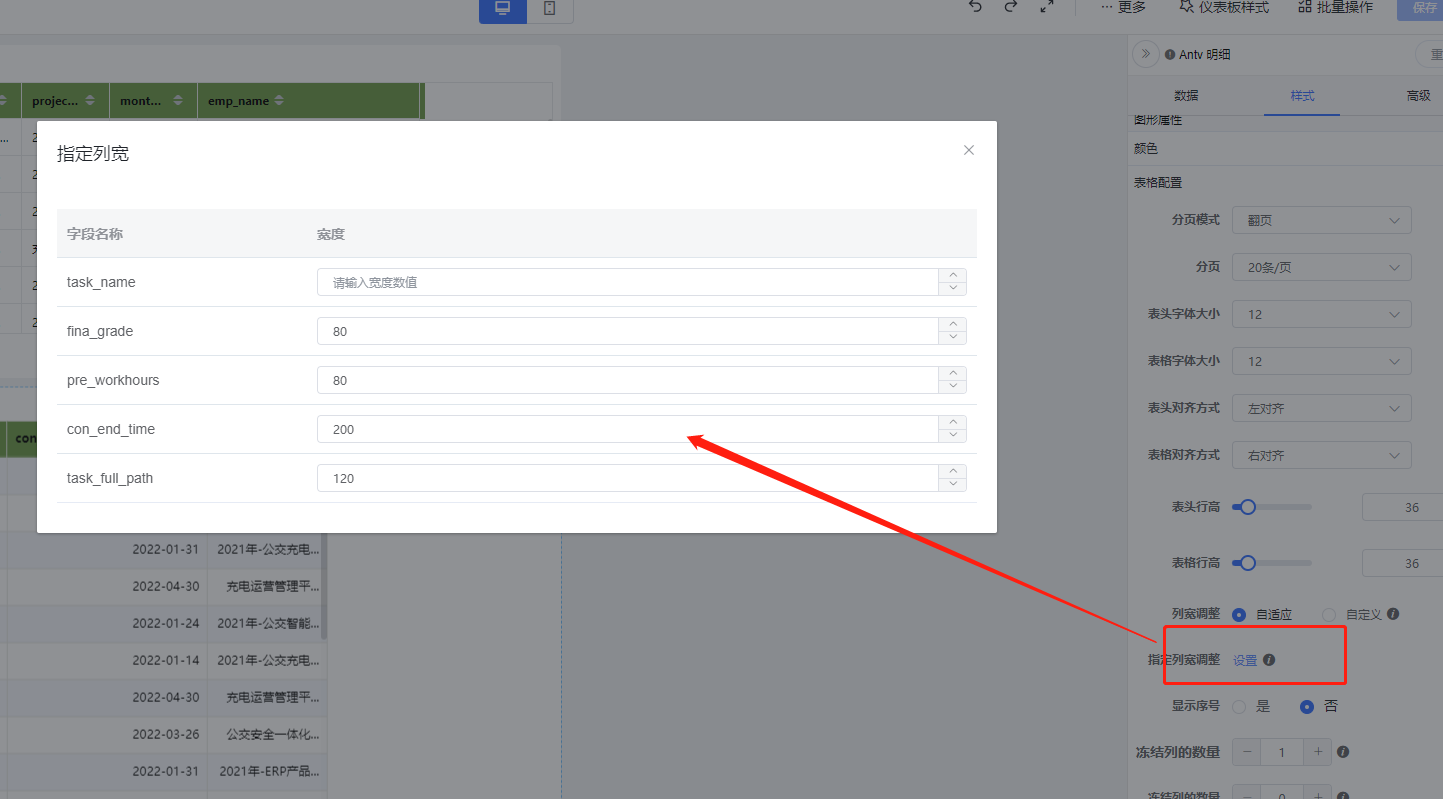 更多 仪表板样式 批量操作 保存
Antv 明细 重
projec... mont... emp_name
数据 样式 高级
图形属性
指定列宽
颜色
表格配置
字段名称 宽度
分页模式 翻页
分页 20条/页
task_name 请输入宽度数值
表头字体大小 12
fina_grade 80
表格字体大小 12
pre_workhours 80
表头对齐方式 左对齐
con_end_time 200
con
表格对齐方式 右对齐
task_full_path 120
表头行高 36
2022-01-31 2021年-公交充电...
表格行高 36
2022-04-30 充电运营管理平...
列宽调整 自适应 自定义
2022-01-24 2021年-公交智能...
指定列宽调整 设置
2022-01-14 2021年-公交充电...
2022-04-30 充电运营管理平...
显示序号 是 否
2022-03-26 公交安全一体化...
冻结列的数量 1
2022-01-31 2021年-ERP产品...
冻结列的数量 0